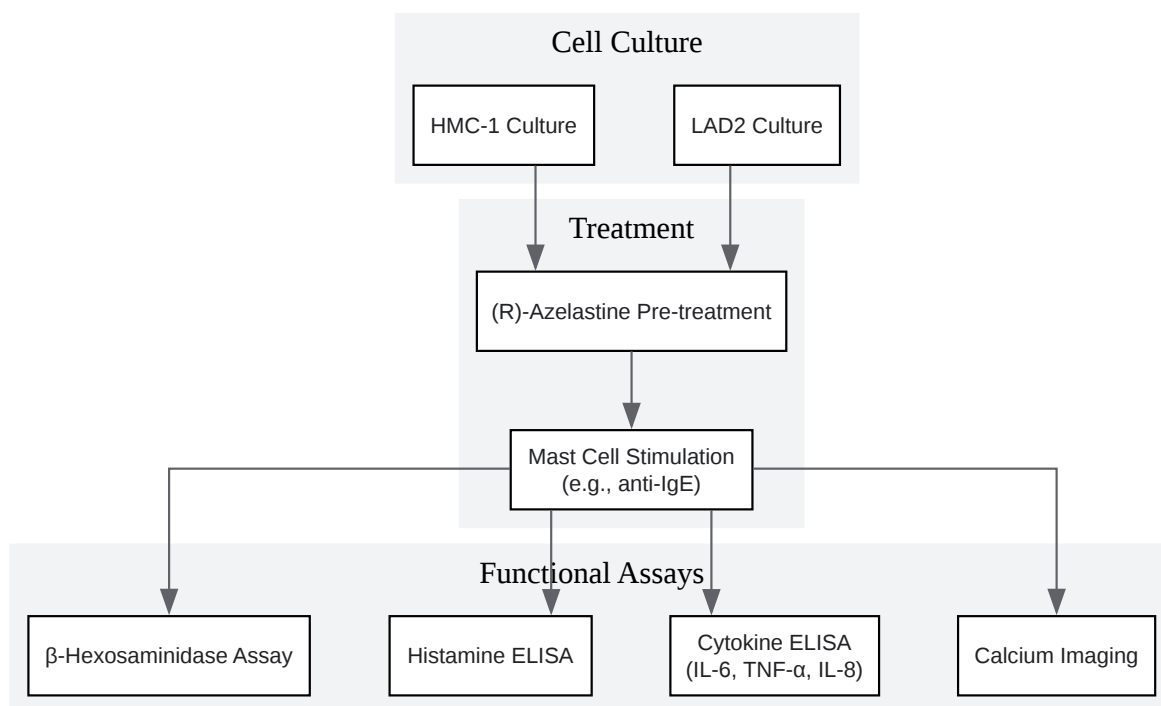 Cell Culture
HMC-1 Culture
LAD2 Culture
Treatment
(R)-Azelastine Pre-treatment
Mast Cell Stimulation
(e.g., anti-IgE)
Functional Assays
β-Hexosaminidase Assay
Histamine ELISA
Cytokine ELISA
(IL-6, TNF-α, IL-8)
Calcium Imaging